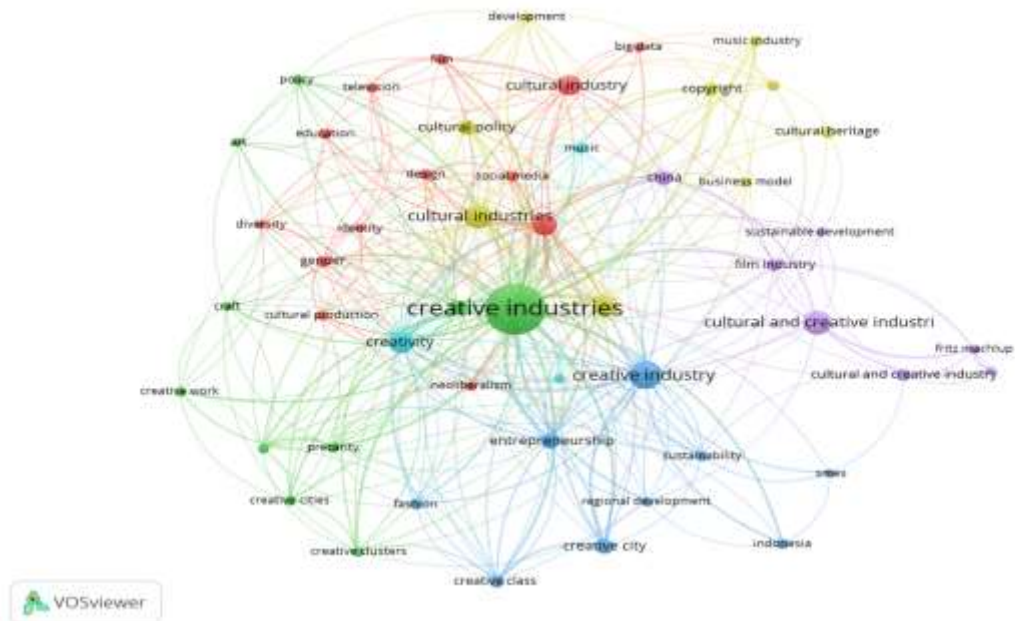 development
music industry
big data
film
policy
television
cultural industry
copyright
cultural policy
education
cultural heritage
art
music
design
social media
china
business model
cultural industries
diversity
identity
sustainable development
gender
film industry
craft
creative industries
cultural production
cultural and creative industri
creativity
fritz machlup
creative industry
cultural and creative industry
neoliberalism
creative work
entrepreneurship
precarity
sustainability
smes
creative cities
fashion
regional development
creative clusters
creative city
indonesia
creative class
VOSviewer